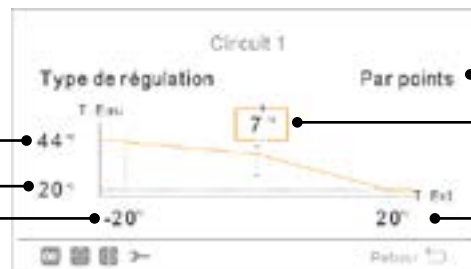 Circuit 1
Type de régulation Par points
T Eau
7°
44°
20°
T Ext
-20° 20°
Retour